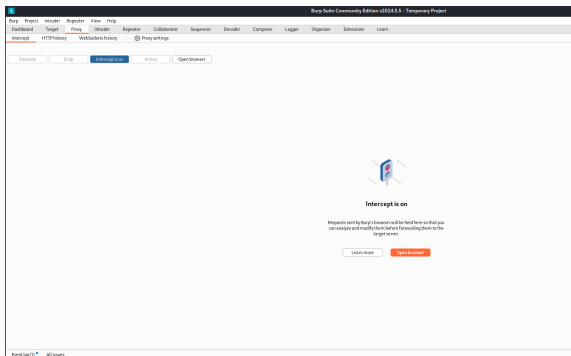 Burp Suite Community Edition v2024.5.5 - Temporary Project
Burp Project Intruder Repeater View Help
Dashboard Target Proxy Intruder Repeater Collaborator Sequencer Decoder Comparer Logger Organizer Extensions Learn
Intercept HTTP history WebSockets history Proxy settings
Forward Drop Intercept is on Action Open browser
Intercept is on
Requests sent by Burp's browser will be held here so that you
can analyze and modify them before forwarding them to the
target server.
Learn more Open browser
Event log (1) All issues